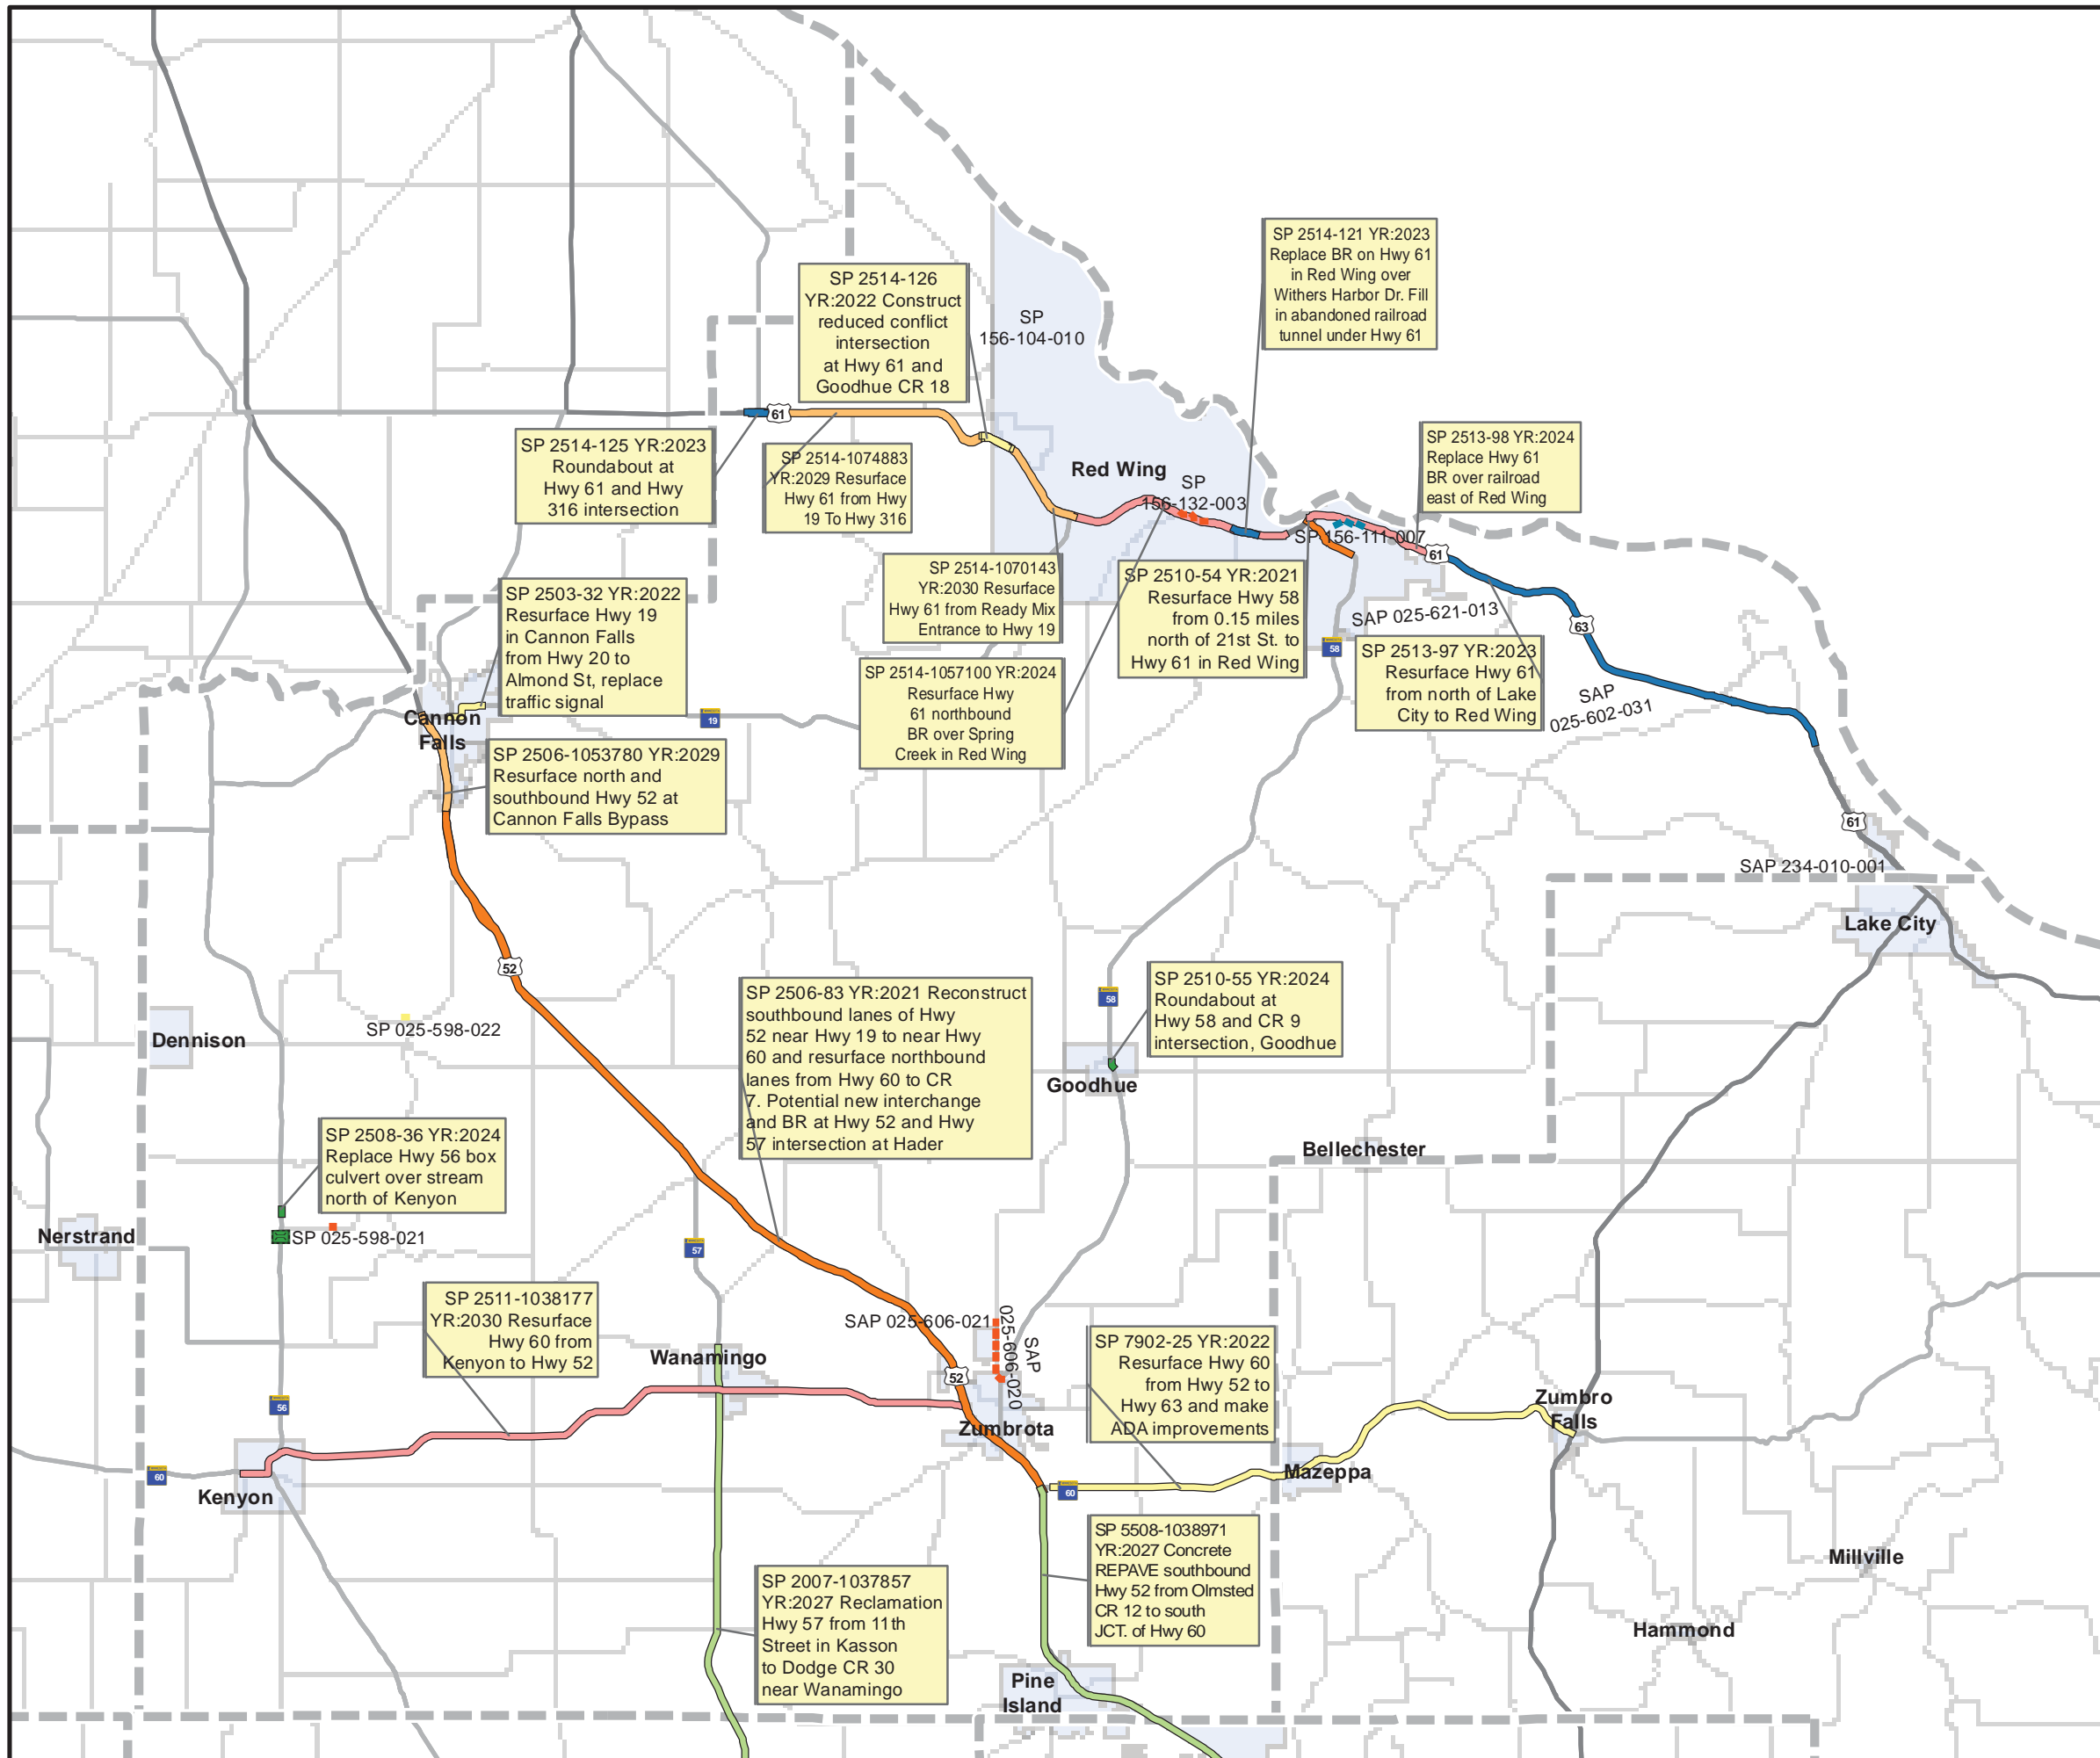 SP 2514-121 YR:2023
Replace BR on Hwy 61
in Red Wing over
Withers Harbor Dr. Fill
in abandoned railroad
tunnel under Hwy 61
SP 2514-126
YR:2022 Construct
reduced conflict
intersection
at Hwy 61 and
Goodhue CR 18
SP
156-104-010
61
SP 2514-125 YR:2023
Roundabout at
Hwy 61 and Hwy
316 intersection
SP 2514-1074883
YR:2029 Resurface
Hwy 61 from Hwy
19 To Hwy 316
Red Wing
SP
156-132-003
SP 2513-98 YR:2024
Replace Hwy 61
BR over railroad
east of Red Wing
SP 156-111-007
61
SP 2514-1070143
YR:2030 Resurface
Hwy 61 from Ready Mix
Entrance to Hwy 19
SP 2510-54 YR:2021
Resurface Hwy 58
from 0.15 miles
north of 21st St. to
Hwy 61 in Red Wing
SAP 025-621-013
63
58
SP 2503-32 YR:2022
Resurface Hwy 19
in Cannon Falls
from Hwy 20 to
Almond St, replace
traffic signal
SP 2514-1057100 YR:2024
Resurface Hwy
61 northbound
BR over Spring
Creek in Red Wing
SP 2513-97 YR:2023
Resurface Hwy 61
from north of Lake
City to Red Wing
SAP
025-602-031
Cannon
Falls
19
SP 2506-1053780 YR:2029
Resurface north and
southbound Hwy 52 at
Cannon Falls Bypass
61
SAP 234-010-001
Lake City
52
SP 2506-83 YR:2021 Reconstruct
southbound lanes of Hwy
52 near Hwy 19 to near Hwy
60 and resurface northbound
lanes from Hwy 60 to CR
7. Potential new interchange
and BR at Hwy 52 and Hwy
57 intersection at Hader
58
SP 2510-55 YR:2024
Roundabout at
Hwy 58 and CR 9
intersection, Goodhue
SP 025-598-022
Dennison
Goodhue
SP 2508-36 YR:2024
Replace Hwy 56 box
culvert over stream
north of Kenyon
Bellechester
Nerstrand
SP 025-598-021
57
SP 2511-1038177
YR:2030 Resurface
Hwy 60 from
Kenyon to Hwy 52
SAP 025-606-021
SAP
025-606-020
SP 7902-25 YR:2022
Resurface Hwy 60
from Hwy 52 to
Hwy 63 and make
ADA improvements
Wanamingo
52
56
Zumbro
Falls
Zumbrota
60
Kenyon
Mazeppa
60
SP 5508-1038971
YR:2027 Concrete
REPAVE southbound
Hwy 52 from Olmsted
CR 12 to south
JCT. of Hwy 60
SP 2007-1037857
YR:2027 Reclamation
Hwy 57 from 11th
Street in Kasson
to Dodge CR 30
near Wanamingo
Millville
Hammond
Pine
Island